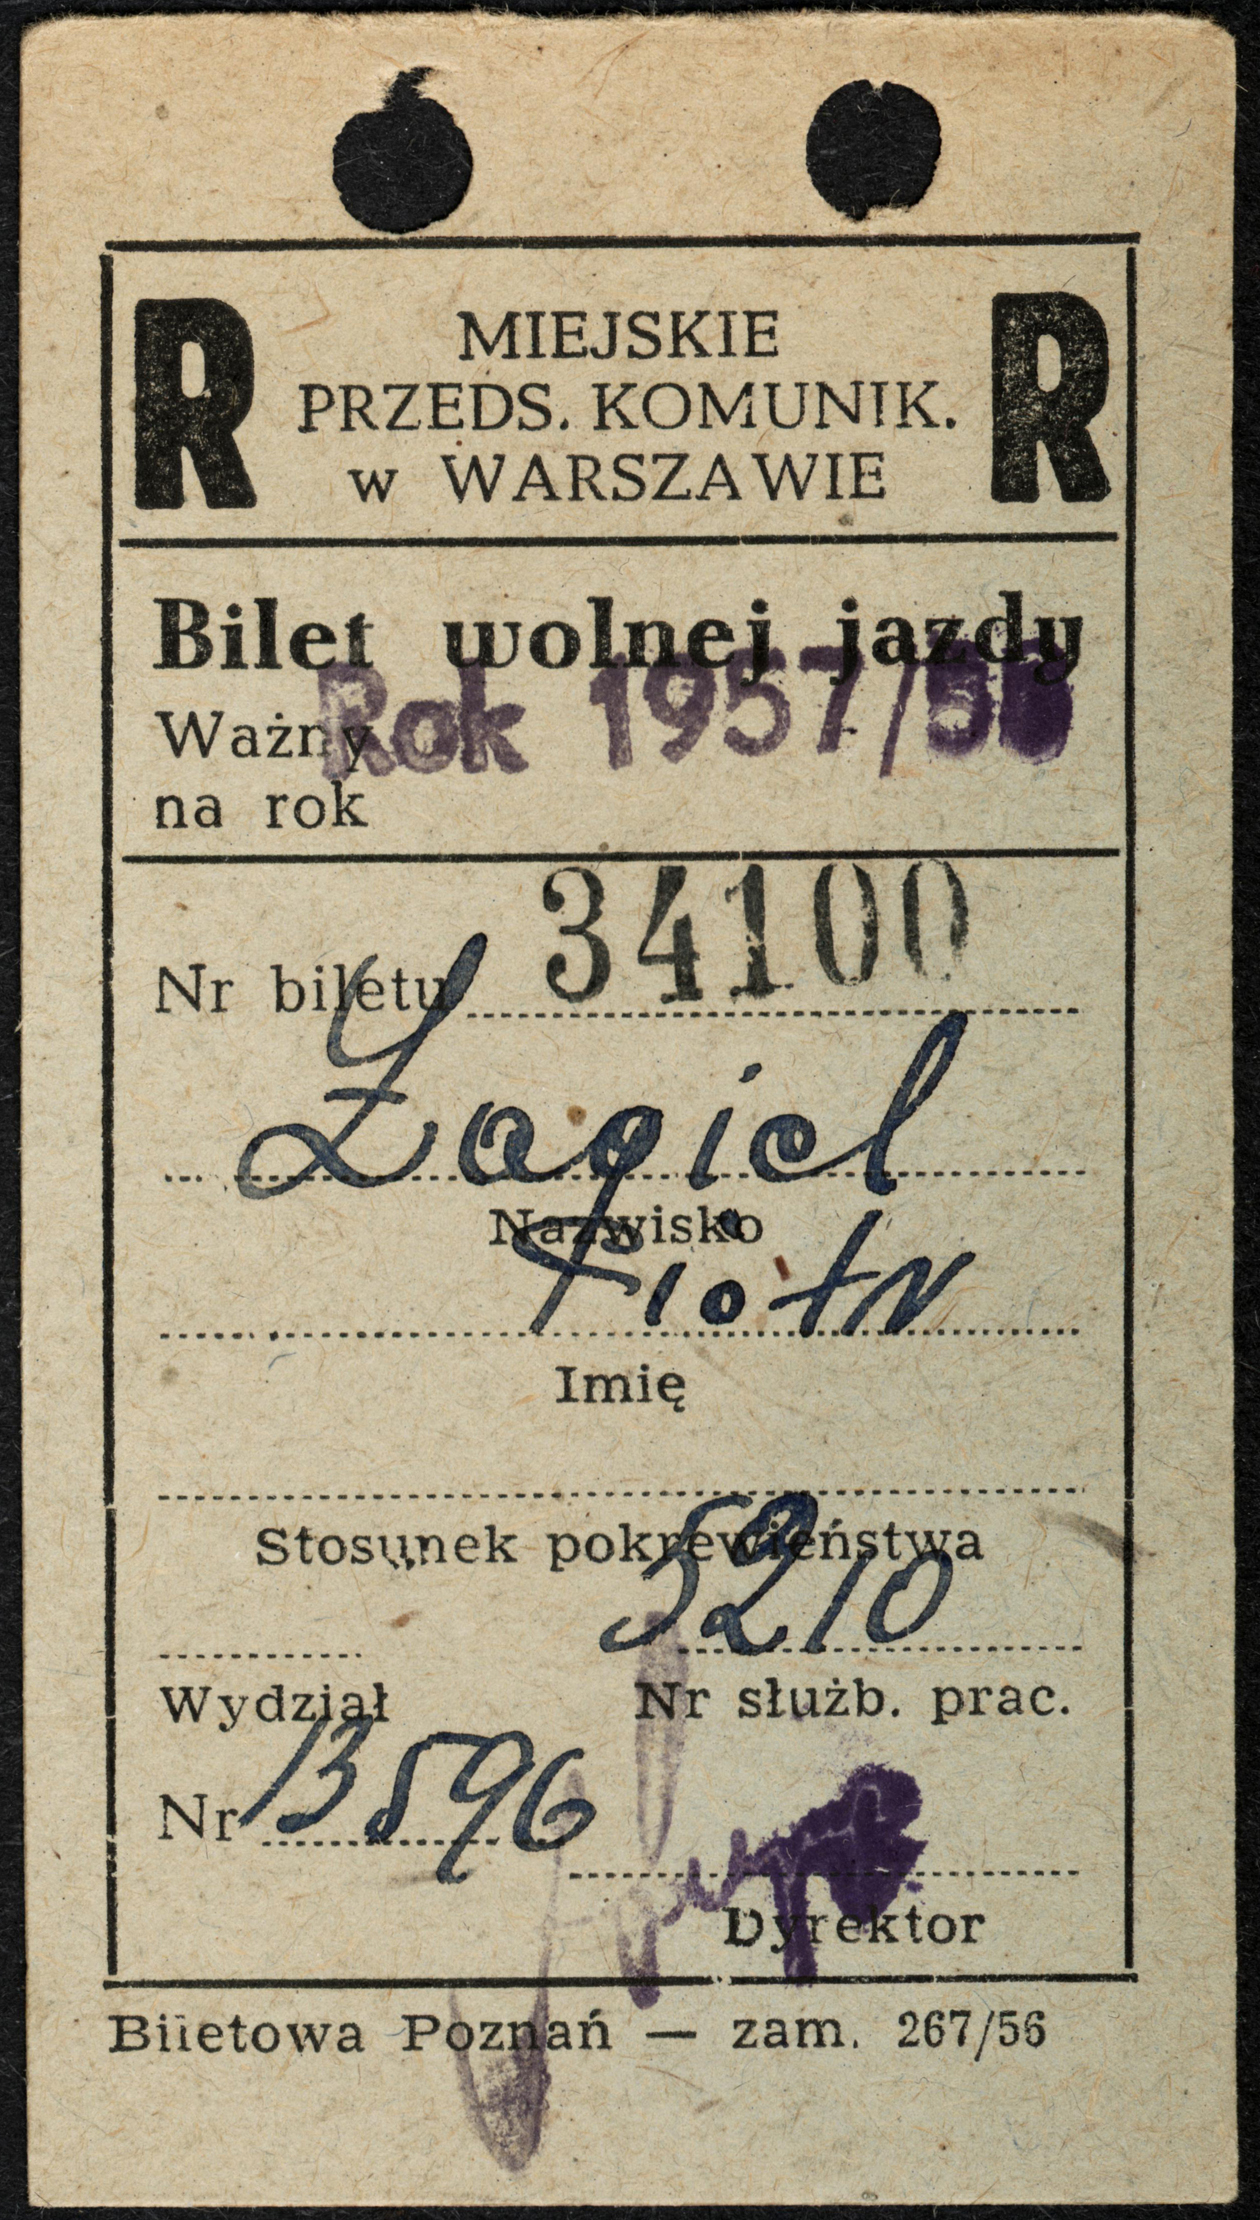 R MIEJSKIE R
PRZEDS. KOMUNIK.
w WARSZAWIE
Bilet wolnej jazdy
Rok 1957/58
Ważny
na rok
34100
Nr biletu
Żagiel
Nazwisko
Piotr
Imię
Stosunek pokrewieństwa
5210
Wydział Nr służb. prac.
Nr 13596
Dyrektor
Biletowa Poznań — zam. 267/56